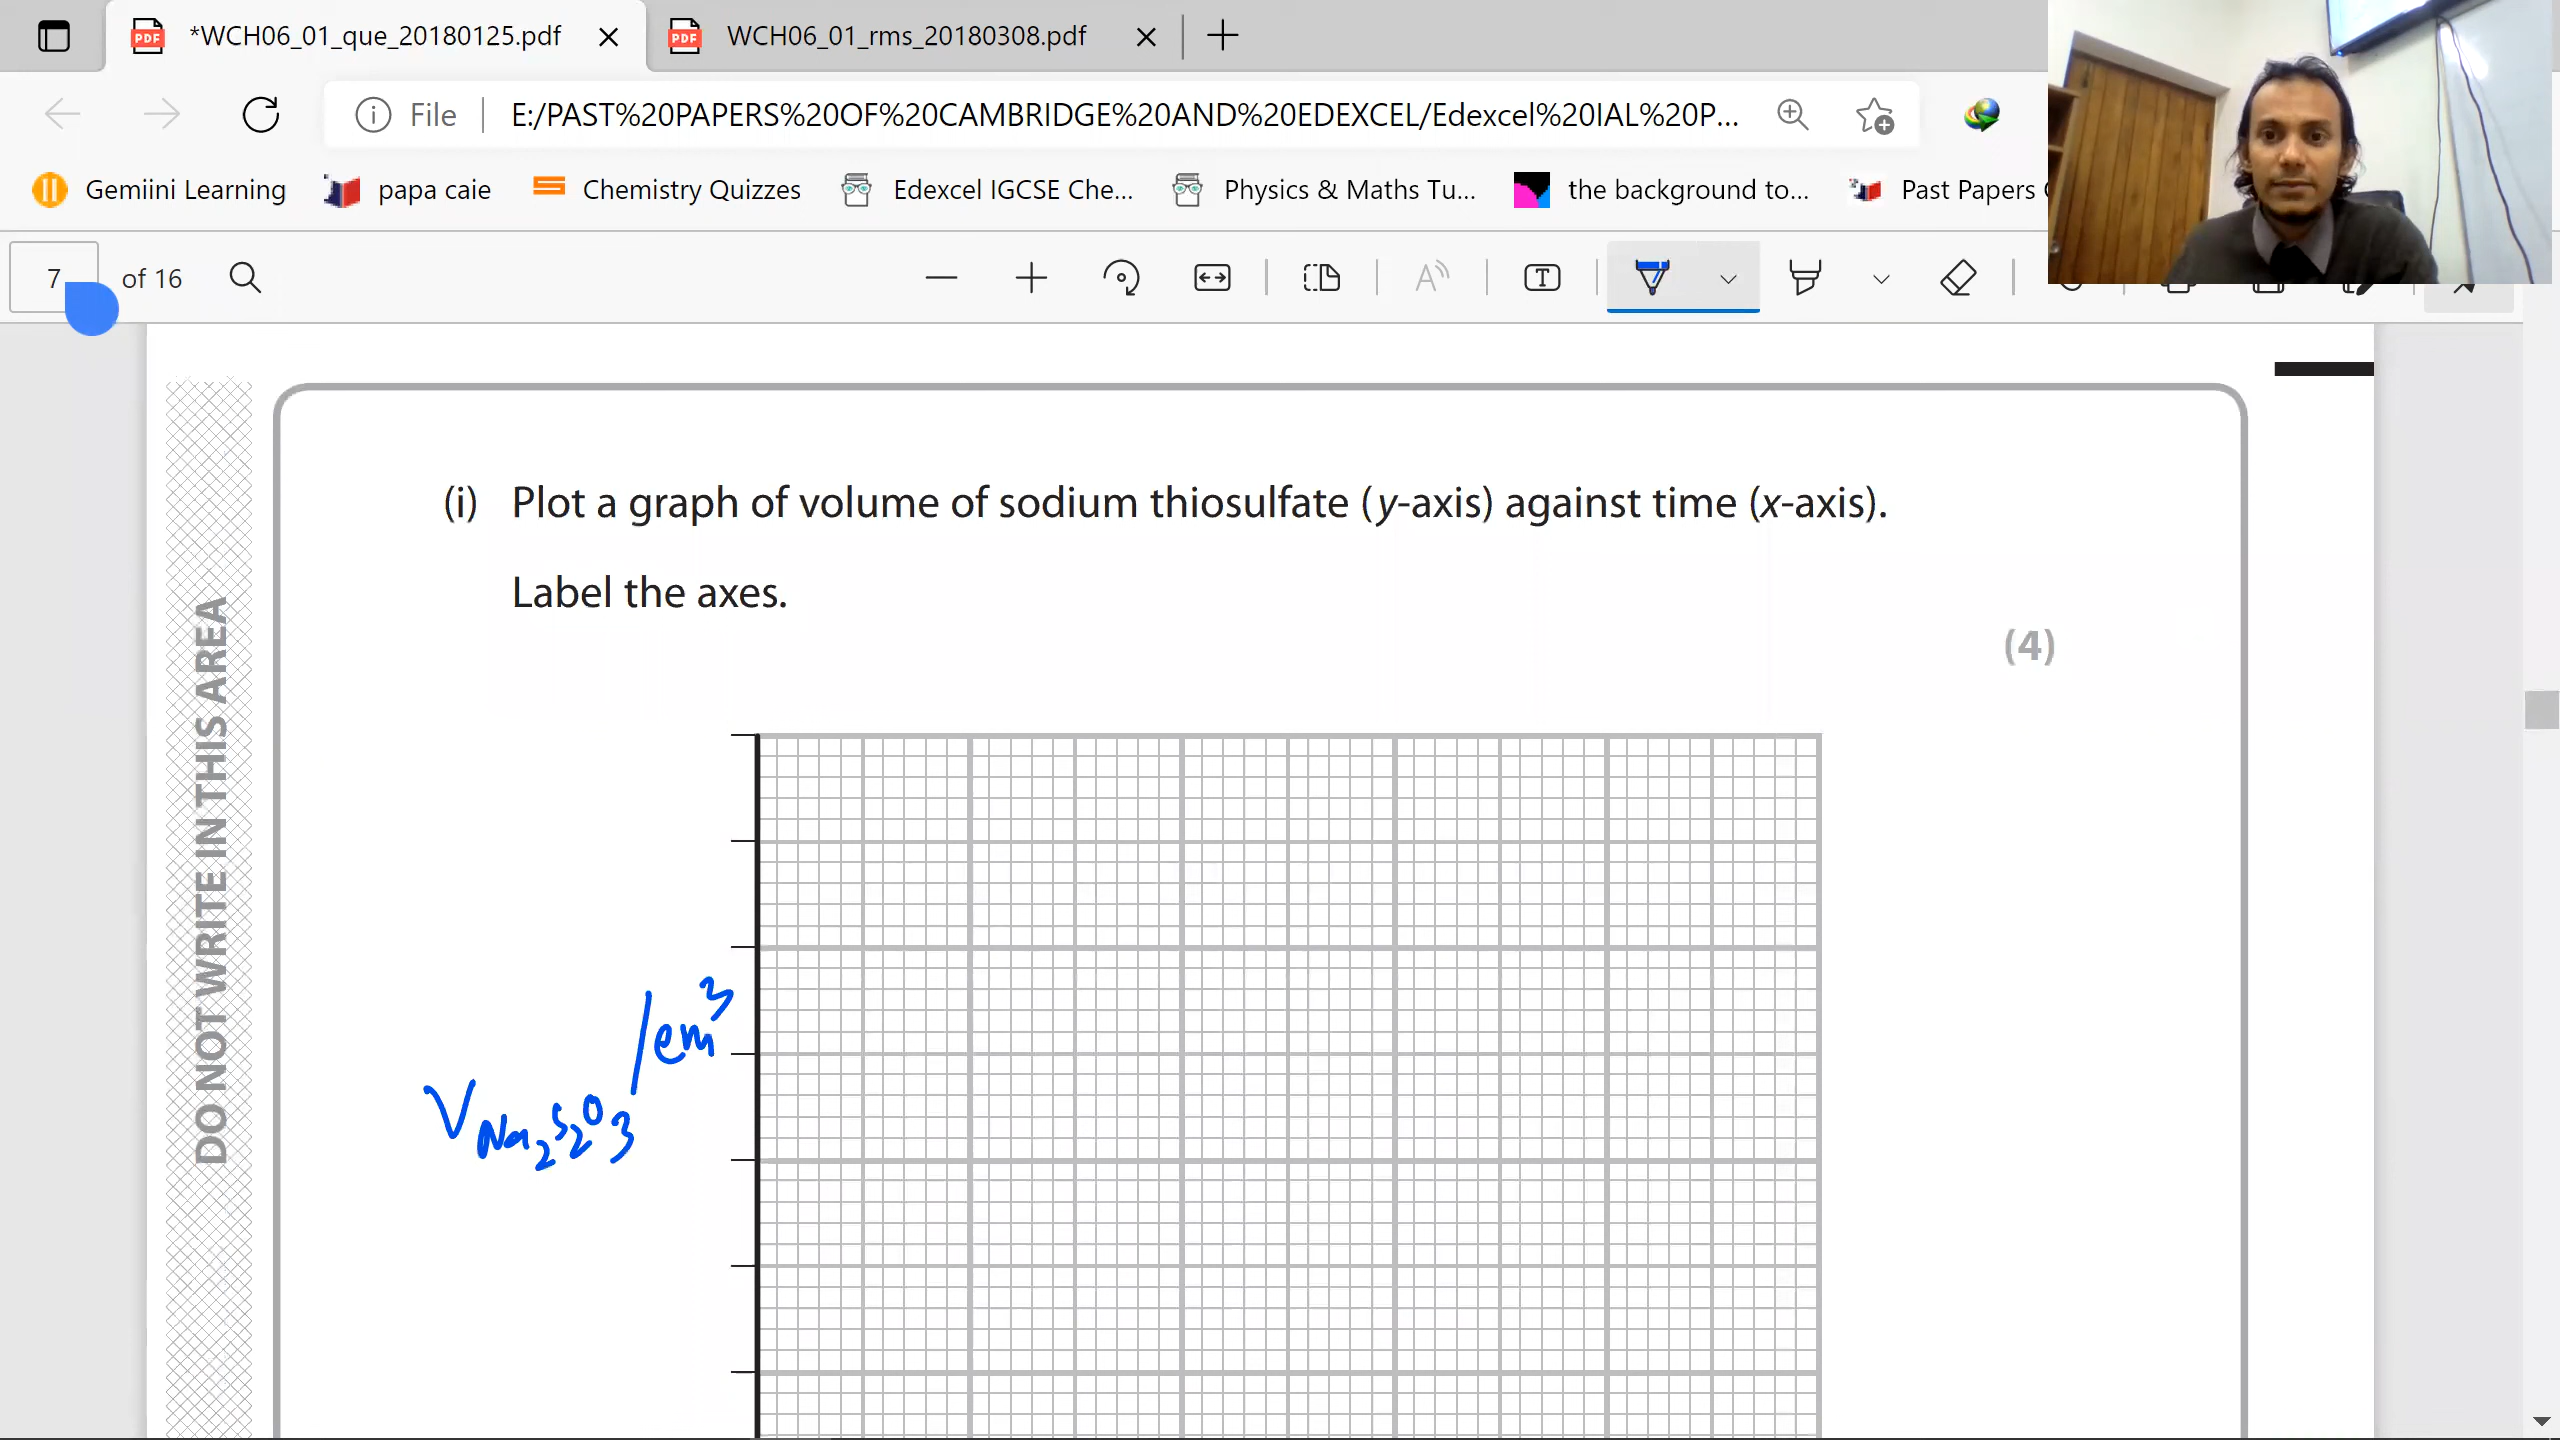 *WCH06_01_que_20180125.pdf
WCH06_01_rms_20180308.pdf
File
E:/PAST%20PAPERS%20OF%20CAMBRIDGE%20AND%20EDEXCEL/Edexcel%20IAL%20P...
Gemiini Learning
papa caie
Chemistry Quizzes
Edexcel IGCSE Che...
Physics & Maths Tu...
the background to...
Past Papers
7 of 16
DO NOT WRITE IN THIS AREA
(i) Plot a graph of volume of sodium thiosulfate (y-axis) against time (x-axis).
Label the axes.
(4)
V Na2S2O3 /cm³